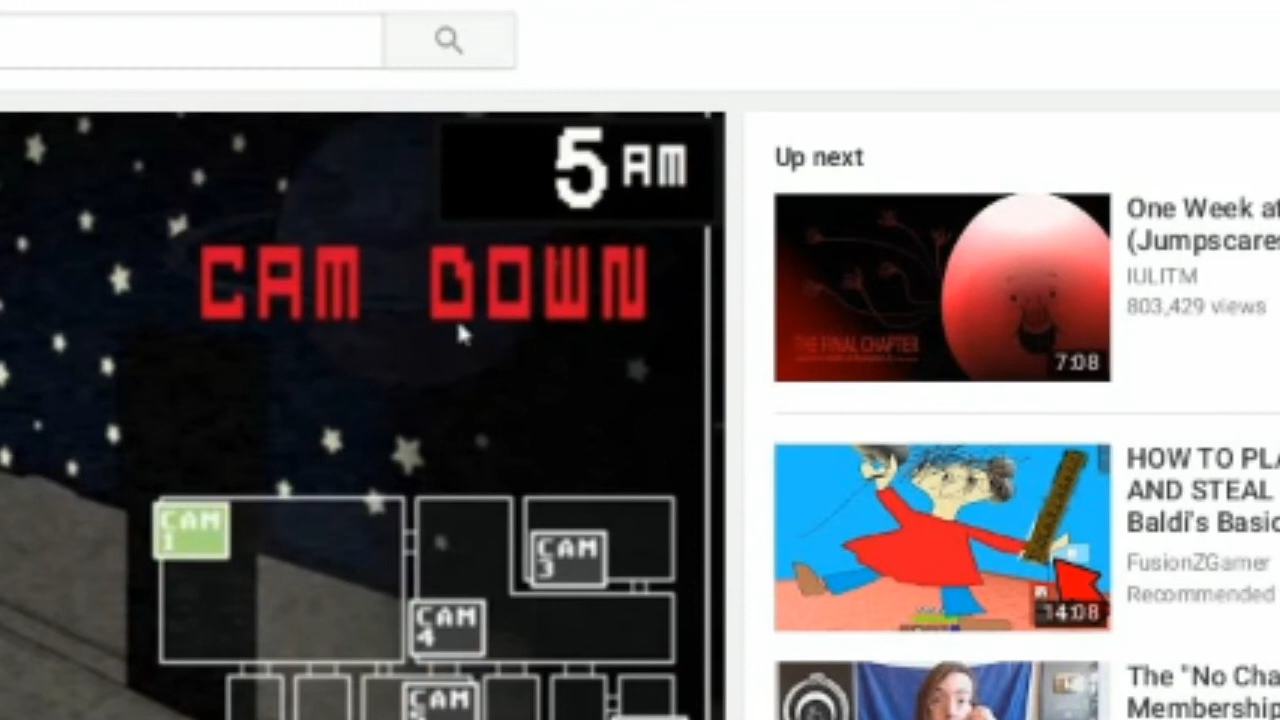 5 AM
CAM DOWN
CAM
1
CAM
3
CAM
4
CAM
Up next
THE FINAL CHAPTER
7:08
One Week at
(Jumpscares
IULITM
803,429 views
14:08
HOW TO PLA
AND STEAL
Baldi's Basic
FusionZGamer
Recommended
The "No Cha
Membership